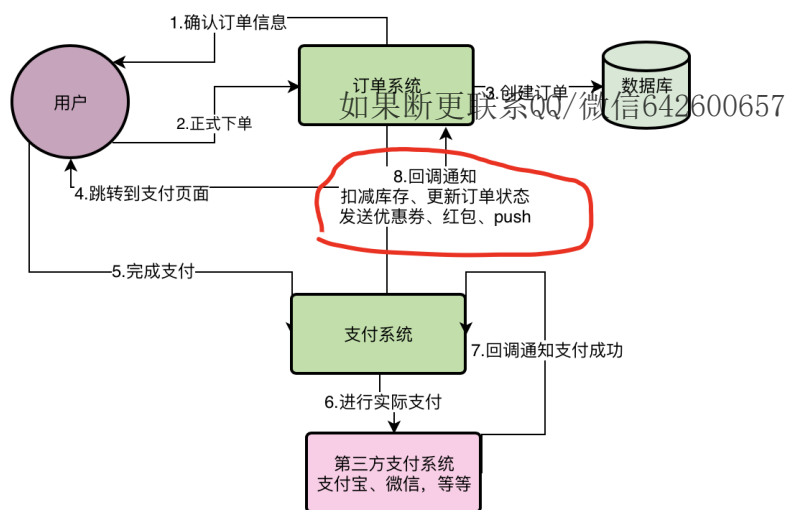 1.确认订单信息
用户
订单系统
数据库
3.创建订单
如果断更联系QQ/微信642600657
2.正式下单
8.回调通知
扣减库存、更新订单状态
发送优惠券、红包、push
4.跳转到支付页面
5.完成支付
支付系统
7.回调通知支付成功
6.进行实际支付
第三方支付系统
支付宝、微信，等等